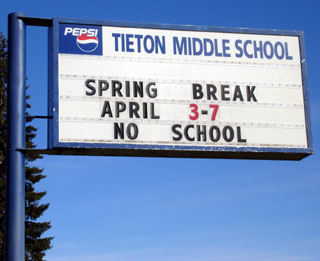 PEPSI
TIETON MIDDLE SCHOOL
SPRING BREAK
APRIL 3-7
NO SCHOOL